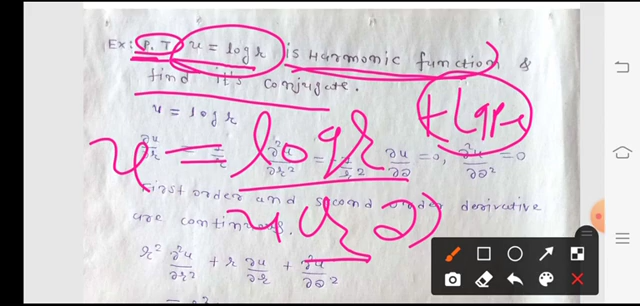 Ex: P.T u = log r is Harmonic function &
find it's conjugate.
u = log r
∂u/∂r = 1/r ∂²u/∂r² = -1/r² ∂u/∂θ = 0, ∂²u/∂θ² = 0
u = log r
First order and second order derivative
are continuous.
u(r, θ)
r² ∂²u/∂r² + r ∂u/∂r + ∂²u/∂θ²